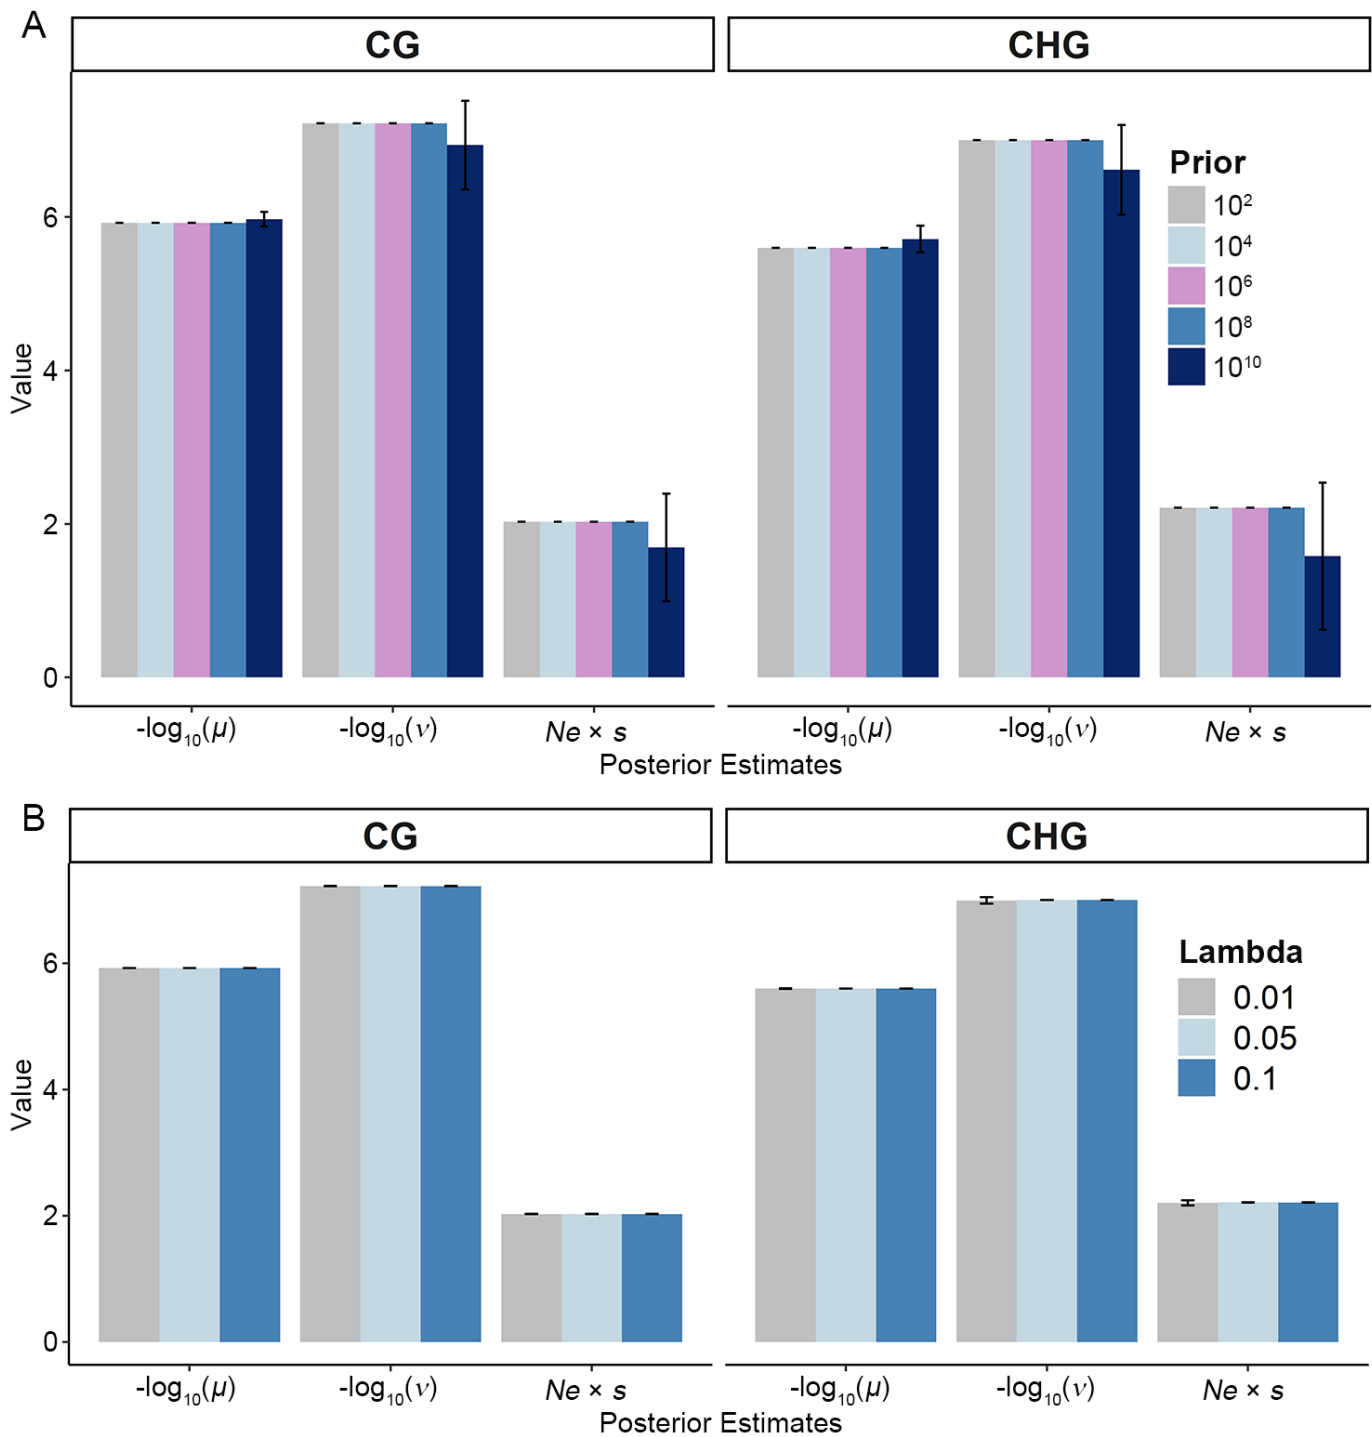 A
CG
CHG
Value
6
4
2
0
Prior
10²
10⁴
10⁶
10⁸
10¹⁰
-log₁₀(μ)
-log₁₀(ν)
Ne × s
-log₁₀(μ)
-log₁₀(ν)
Ne × s
Posterior Estimates
B
CG
CHG
Value
6
4
2
0
Lambda
0.01
0.05
0.1
-log₁₀(μ)
-log₁₀(ν)
Ne × s
-log₁₀(μ)
-log₁₀(ν)
Ne × s
Posterior Estimates